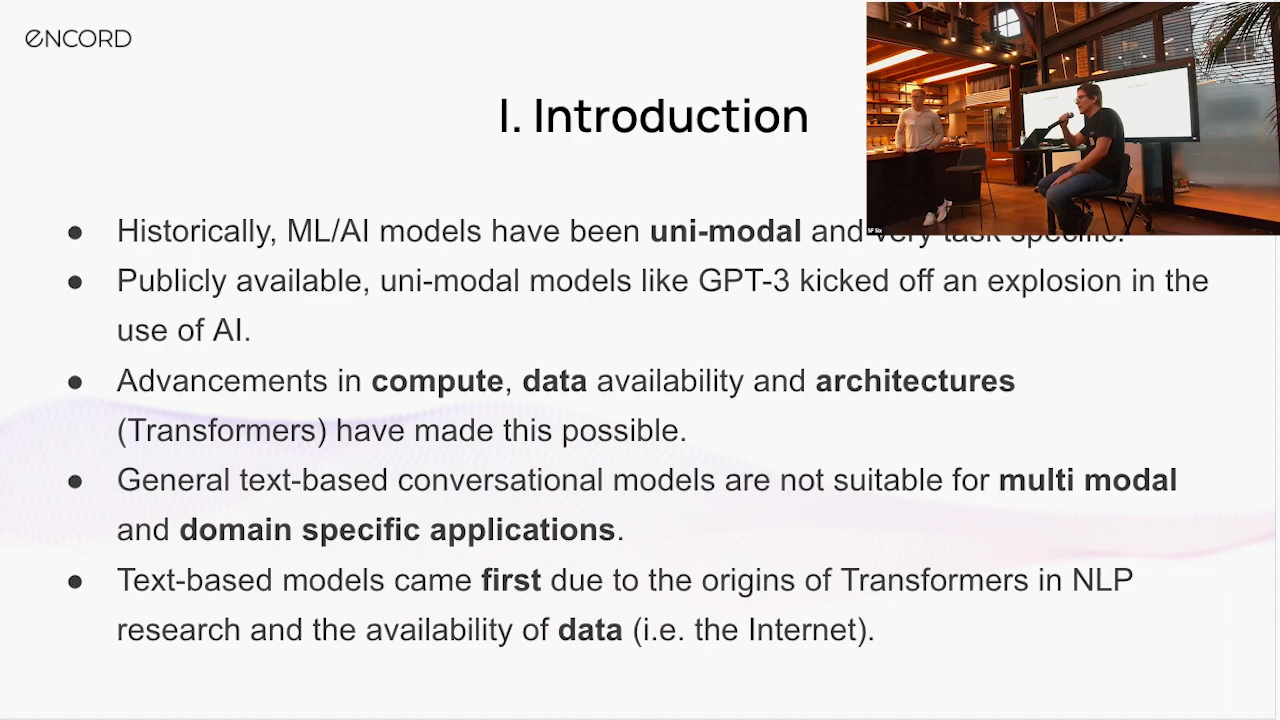 ENCORD
I. Introduction
● Historically, ML/AI models have been uni-modal and very task specific.
● Publicly available, uni-modal models like GPT-3 kicked off an explosion in the
use of AI.
● Advancements in compute, data availability and architectures
(Transformers) have made this possible.
● General text-based conversational models are not suitable for multi modal
and domain specific applications.
● Text-based models came first due to the origins of Transformers in NLP
research and the availability of data (i.e. the Internet).